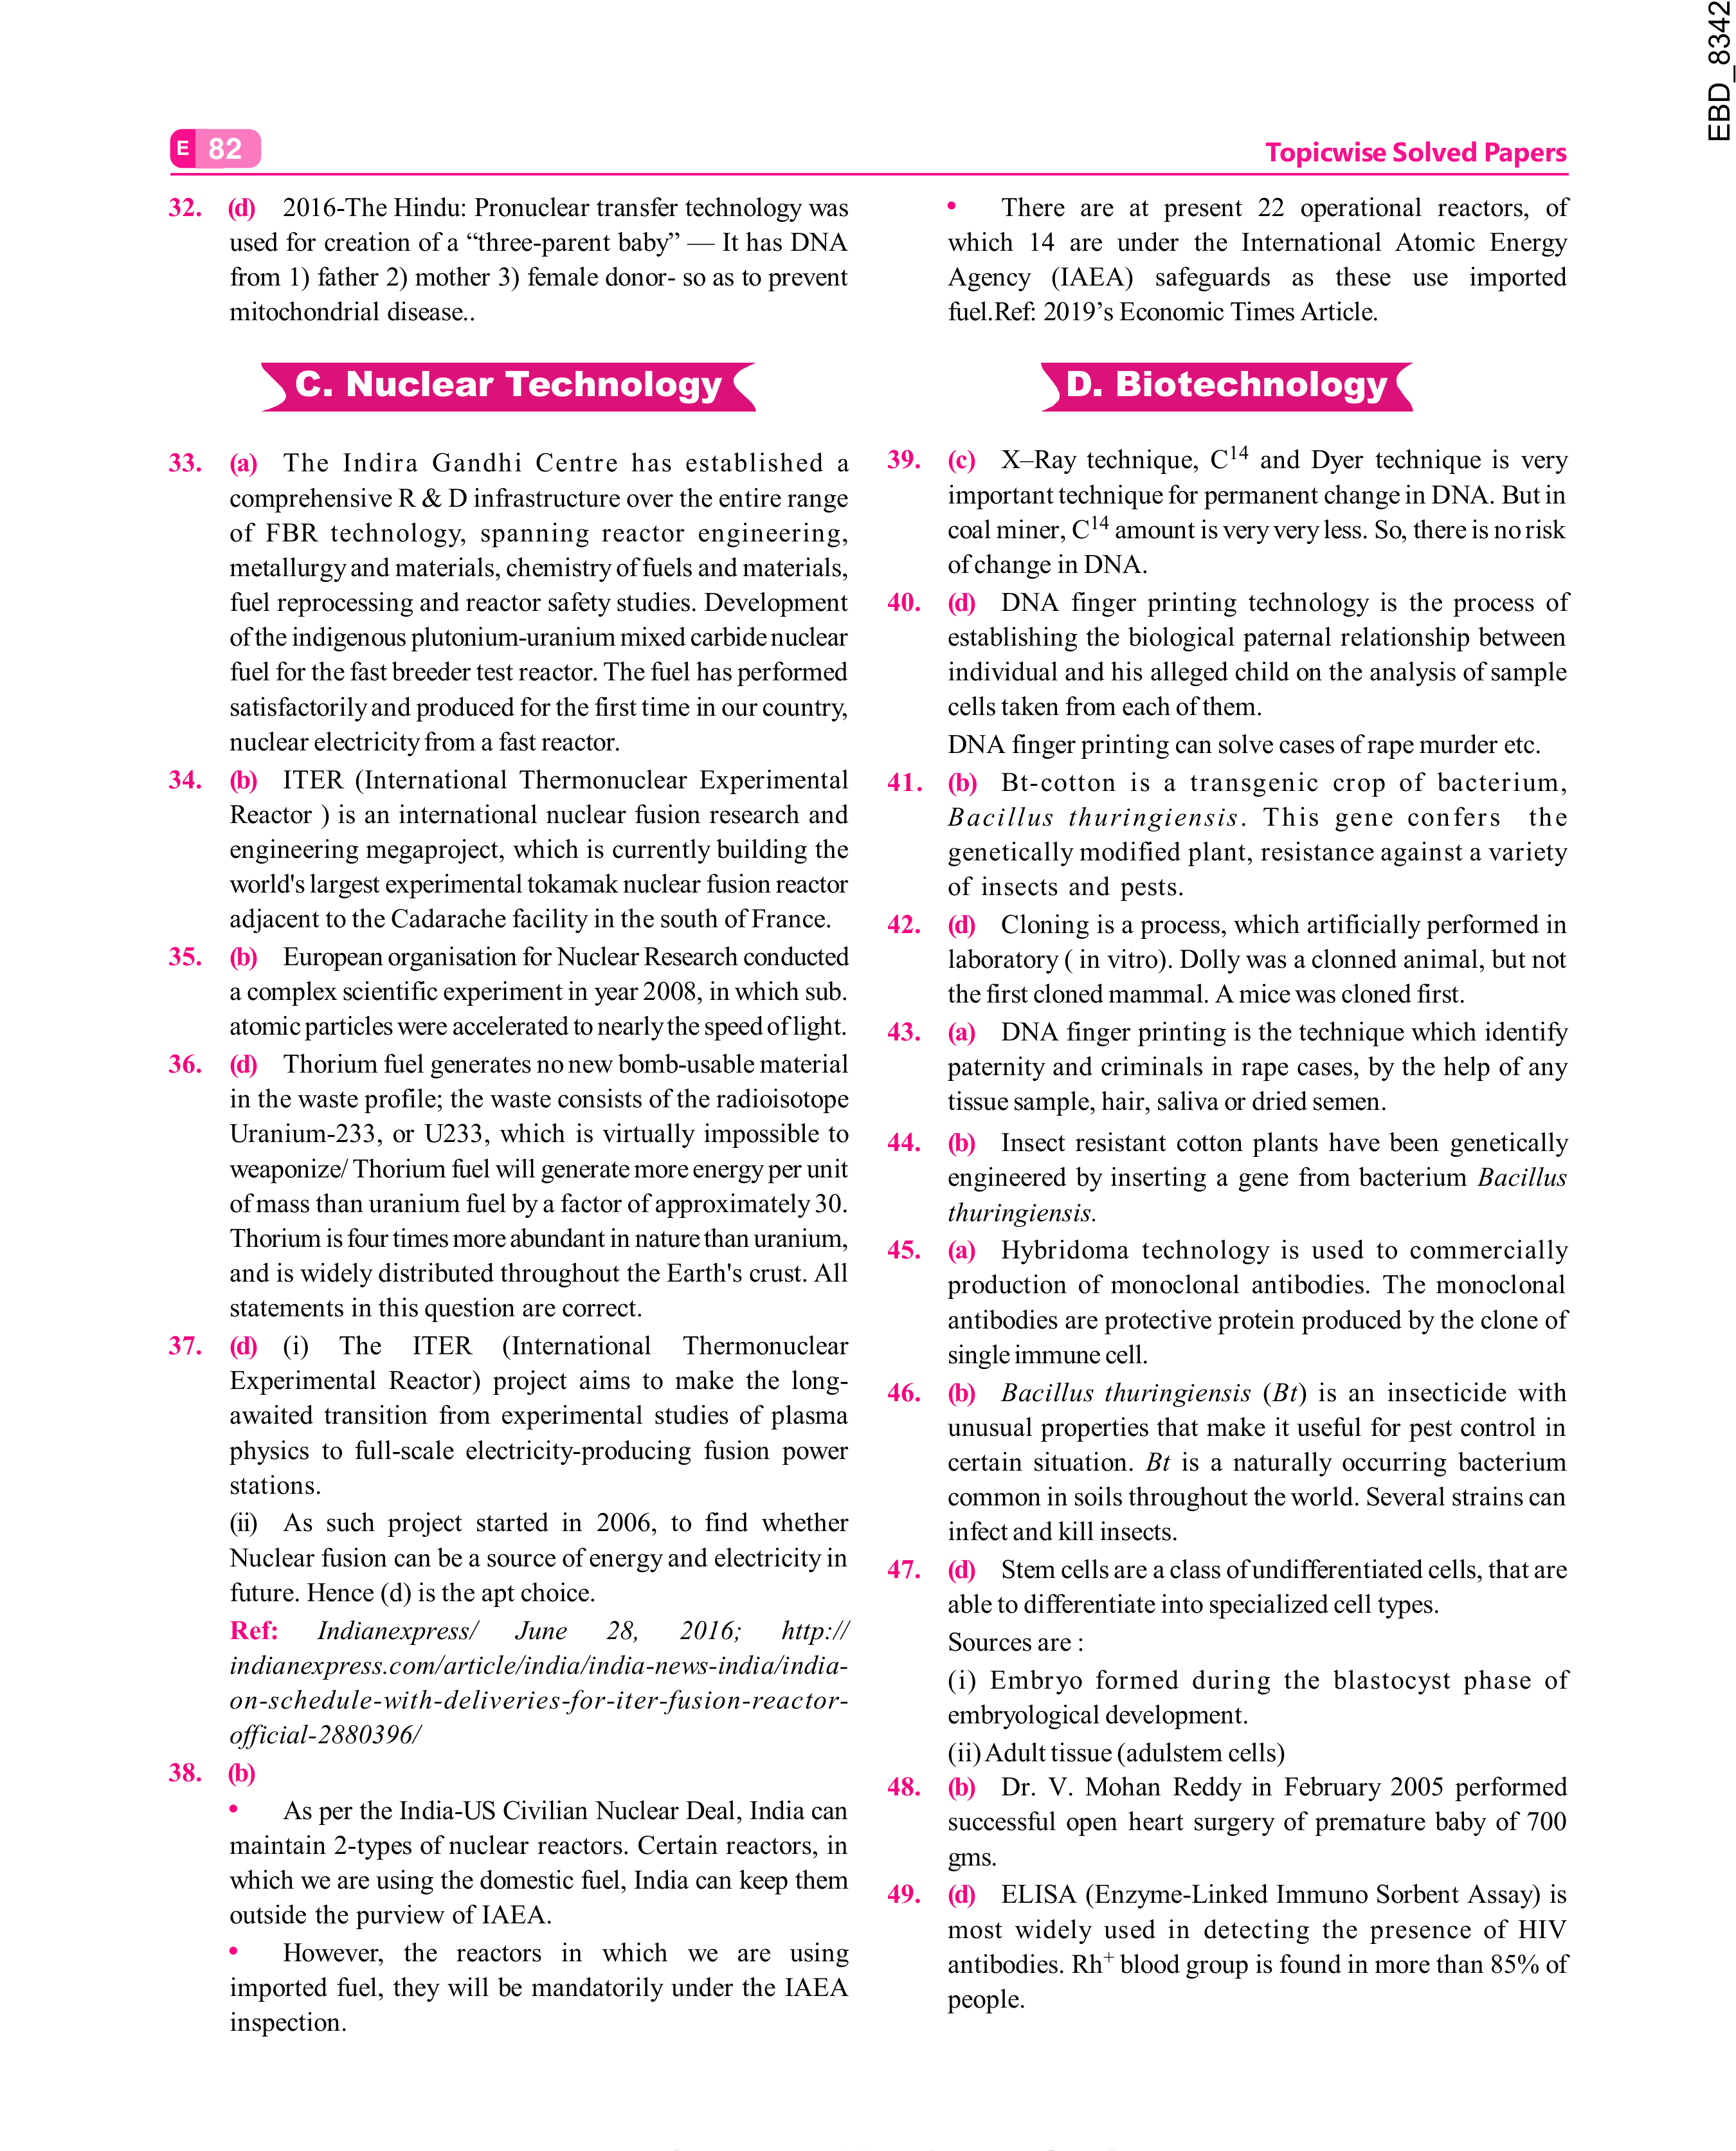 EBD_8342
E 82
Topicwise Solved Papers
32. (d) 2016-The Hindu: Pronuclear transfer technology was
used for creation of a “three-parent baby” — It has DNA
from 1) father 2) mother 3) female donor- so as to prevent
mitochondrial disease..
C. Nuclear Technology
33. (a) The Indira Gandhi Centre has established a
comprehensive R & D infrastructure over the entire range
of FBR technology, spanning reactor engineering,
metallurgy and materials, chemistry of fuels and materials,
fuel reprocessing and reactor safety studies. Development
of the indigenous plutonium-uranium mixed carbide nuclear
fuel for the fast breeder test reactor. The fuel has performed
satisfactorily and produced for the first time in our country,
nuclear electricity from a fast reactor.
34. (b) ITER (International Thermonuclear Experimental
Reactor ) is an international nuclear fusion research and
engineering megaproject, which is currently building the
world's largest experimental tokamak nuclear fusion reactor
adjacent to the Cadarache facility in the south of France.
35. (b) European organisation for Nuclear Research conducted
a complex scientific experiment in year 2008, in which sub.
atomic particles were accelerated to nearly the speed of light.
36. (d) Thorium fuel generates no new bomb-usable material
in the waste profile; the waste consists of the radioisotope
Uranium-233, or U233, which is virtually impossible to
weaponize/ Thorium fuel will generate more energy per unit
of mass than uranium fuel by a factor of approximately 30.
Thorium is four times more abundant in nature than uranium,
and is widely distributed throughout the Earth's crust. All
statements in this question are correct.
37. (d) (i) The ITER (International Thermonuclear
Experimental Reactor) project aims to make the long-
awaited transition from experimental studies of plasma
physics to full-scale electricity-producing fusion power
stations.
(ii) As such project started in 2006, to find whether
Nuclear fusion can be a source of energy and electricity in
future. Hence (d) is the apt choice.
Ref: Indianexpress/ June 28, 2016; http://
indianexpress.com/article/india/india-news-india/india-
on-schedule-with-deliveries-for-iter-fusion-reactor-
official-2880396/
38. (b)
• As per the India-US Civilian Nuclear Deal, India can
maintain 2-types of nuclear reactors. Certain reactors, in
which we are using the domestic fuel, India can keep them
outside the purview of IAEA.
• However, the reactors in which we are using
imported fuel, they will be mandatorily under the IAEA
inspection.
• There are at present 22 operational reactors, of
which 14 are under the International Atomic Energy
Agency (IAEA) safeguards as these use imported
fuel.Ref: 2019’s Economic Times Article.
D. Biotechnology
39. (c) X–Ray technique, C14 and Dyer technique is very
important technique for permanent change in DNA. But in
coal miner, C14 amount is very very less. So, there is no risk
of change in DNA.
40. (d) DNA finger printing technology is the process of
establishing the biological paternal relationship between
individual and his alleged child on the analysis of sample
cells taken from each of them.
DNA finger printing can solve cases of rape murder etc.
41. (b) Bt-cotton is a transgenic crop of bacterium,
Bacillus thuringiensis. This gene confers the
genetically modified plant, resistance against a variety
of insects and pests.
42. (d) Cloning is a process, which artificially performed in
laboratory ( in vitro). Dolly was a clonned animal, but not
the first cloned mammal. A mice was cloned first.
43. (a) DNA finger printing is the technique which identify
paternity and criminals in rape cases, by the help of any
tissue sample, hair, saliva or dried semen.
44. (b) Insect resistant cotton plants have been genetically
engineered by inserting a gene from bacterium Bacillus
thuringiensis.
45. (a) Hybridoma technology is used to commercially
production of monoclonal antibodies. The monoclonal
antibodies are protective protein produced by the clone of
single immune cell.
46. (b) Bacillus thuringiensis (Bt) is an insecticide with
unusual properties that make it useful for pest control in
certain situation. Bt is a naturally occurring bacterium
common in soils throughout the world. Several strains can
infect and kill insects.
47. (d) Stem cells are a class of undifferentiated cells, that are
able to differentiate into specialized cell types.
Sources are :
(i) Embryo formed during the blastocyst phase of
embryological development.
(ii) Adult tissue (adulstem cells)
48. (b) Dr. V. Mohan Reddy in February 2005 performed
successful open heart surgery of premature baby of 700
gms.
49. (d) ELISA (Enzyme-Linked Immuno Sorbent Assay) is
most widely used in detecting the presence of HIV
antibodies. Rh+ blood group is found in more than 85% of
people.